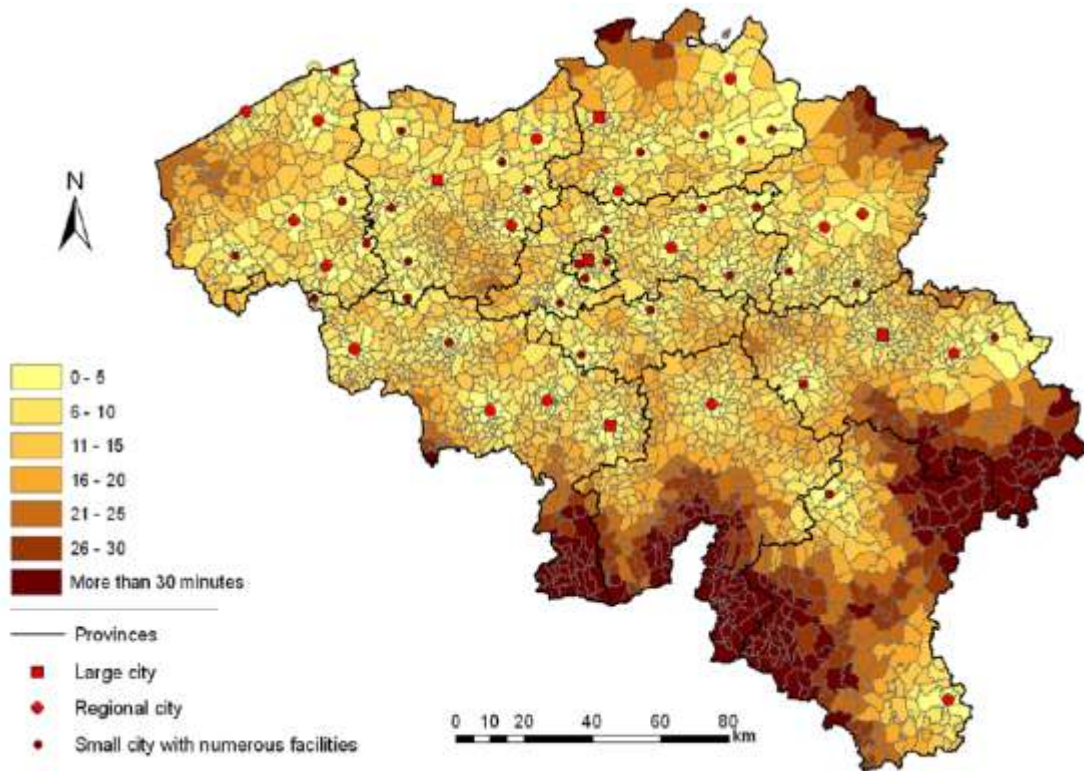 N
0 - 5
6 - 10
11 - 15
16 - 20
21 - 25
26 - 30
More than 30 minutes
Provinces
Large city
Regional city
Small city with numerous facilities
0 10 20 40 60 80
km